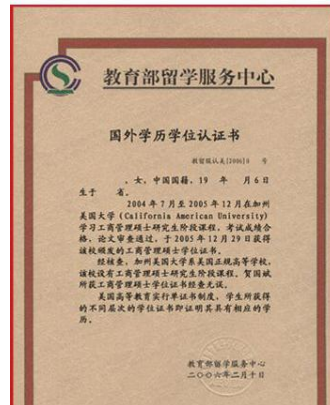 教育部留学服务中心
国外学历学位认证书
教留服认美[2006]0 号
、女,中国国籍,19 年 月6日
生于 省。
2004年7月至2005年12月在加州
美国大学(California American University)
学习工商管理硕士研究生阶段课程,考试成绩合
格,论文审查通过,于2005年12月29日获得
该校颁发的工商管理硕士学位证书。
经核查,加州美国大学系美国正规高等学校,
该校设有工商管理硕士研究生阶段课程。贺国斌
所获工商管理硕士学位证书经查无误。
美国高等教育实行单证书制度,学生所获得
的不同层次的学位证书即证明其具有相应的学
历。
教育部留学服务中心
二〇〇六年二月十日